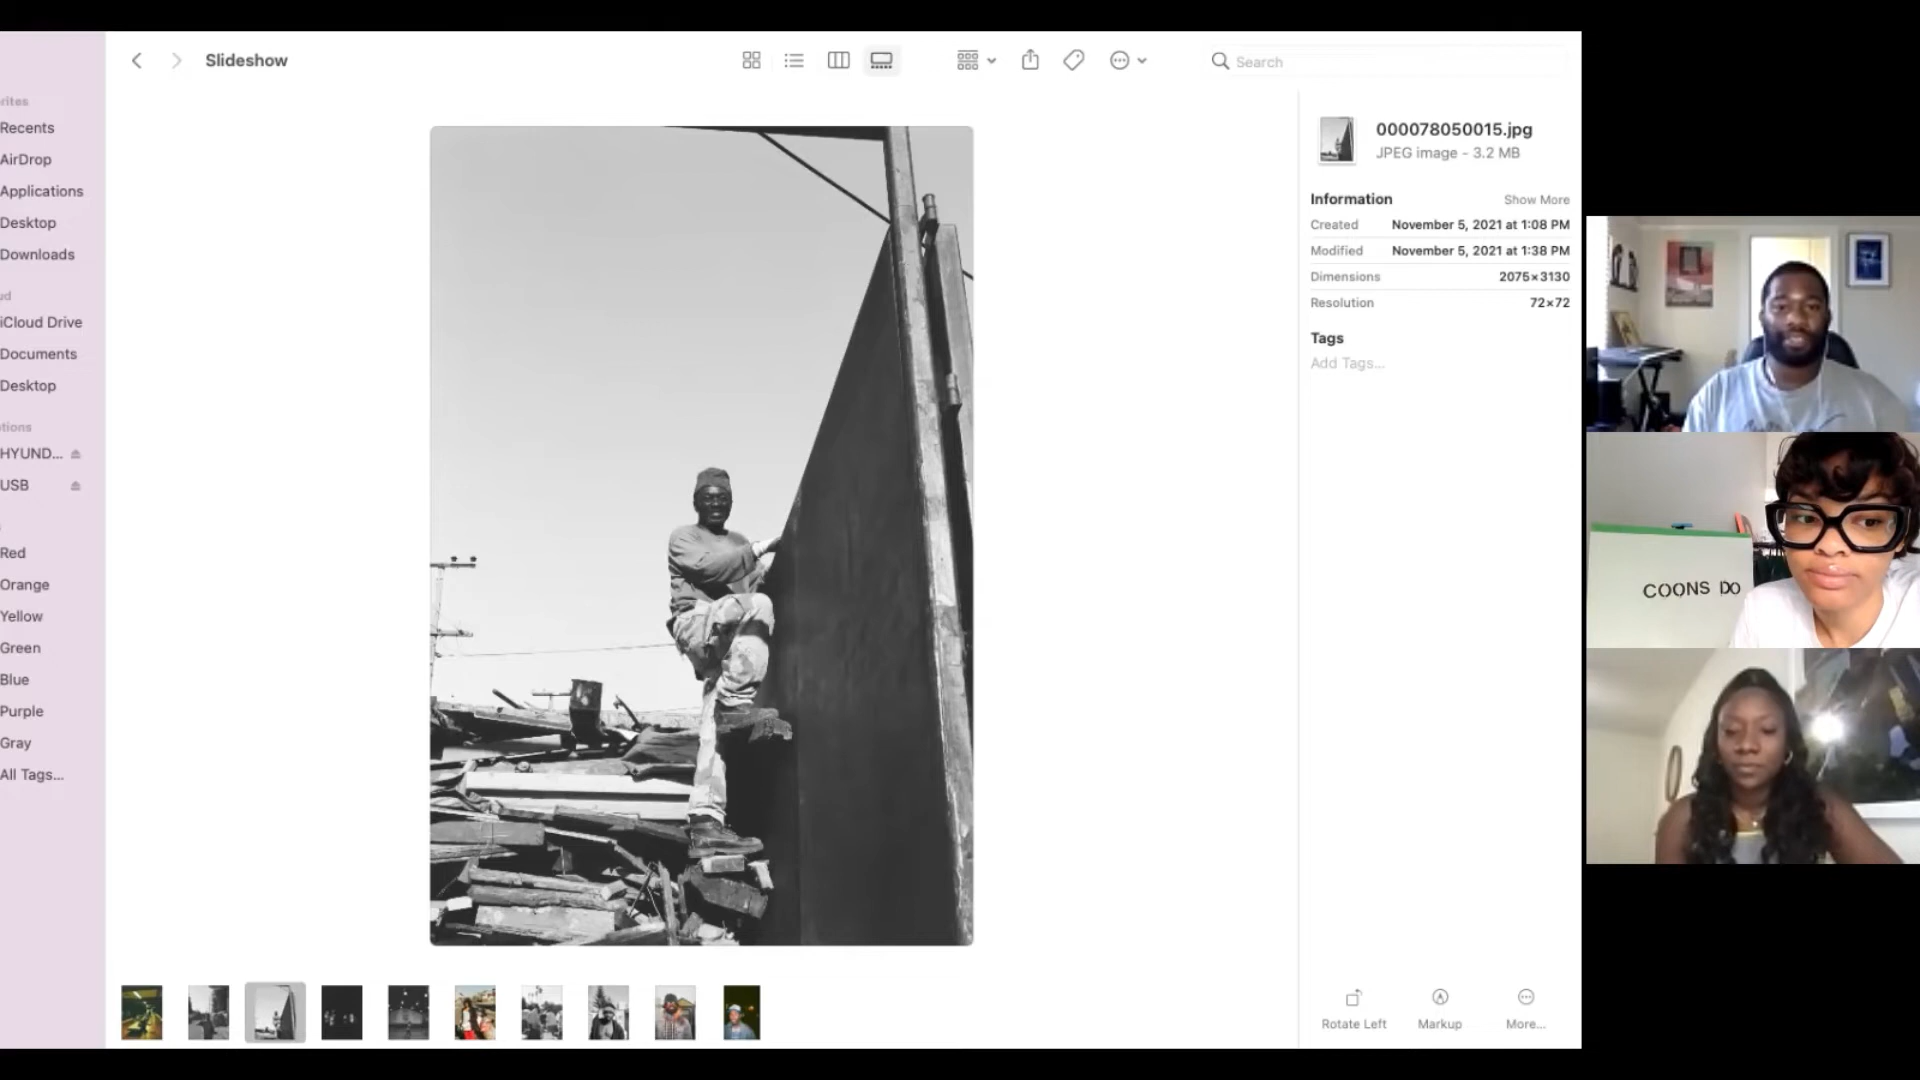 Slideshow
Search
rites
Recents
AirDrop
Applications
Desktop
Downloads
ud
iCloud Drive
Documents
Desktop
tions
HYUND...
USB
Red
Orange
Yellow
Green
Blue
Purple
Gray
All Tags...
000078050015.jpg
JPEG image - 3.2 MB
Information Show More
Created November 5, 2021 at 1:08 PM
Modified November 5, 2021 at 1:38 PM
Dimensions 2075×3130
Resolution 72×72
Tags
Add Tags...
Rotate Left Markup More...
COONS DO